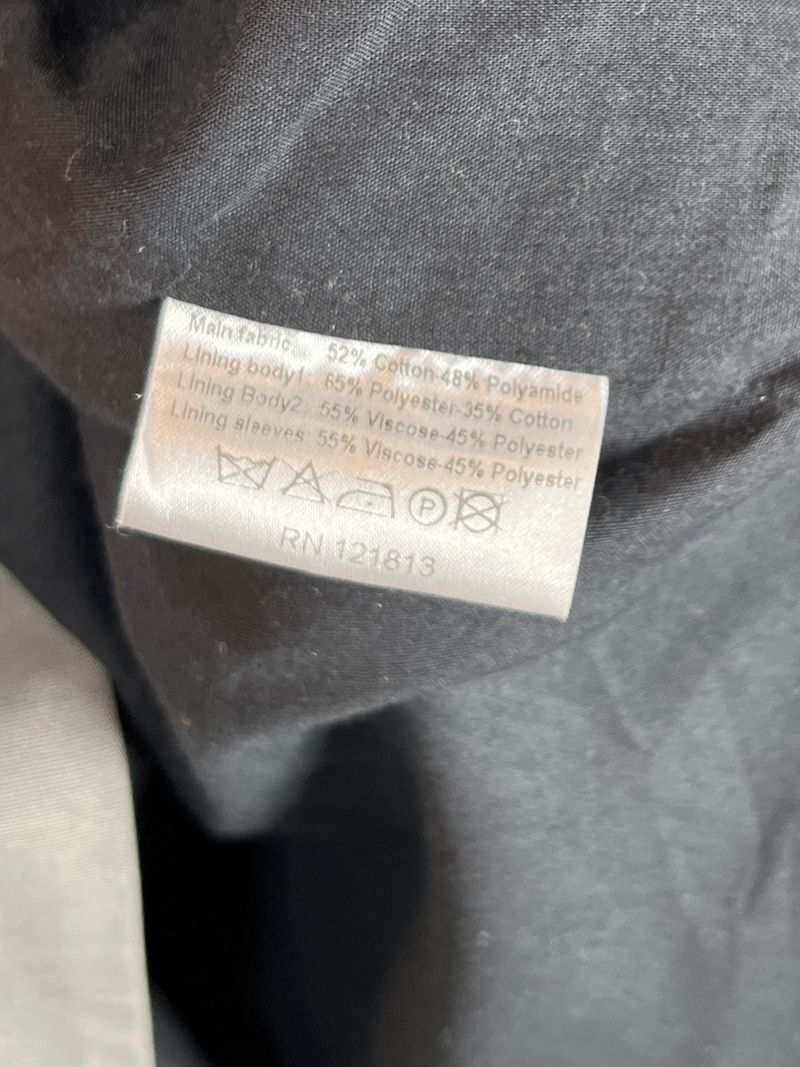 Main fabric 52% Cotton-48% Polyamide
Lining body1 65% Polyester-35% Cotton
Lining Body2 55% Viscose-45% Polyester
Lining sleeves 55% Viscose-45% Polyester
P
RN 121813